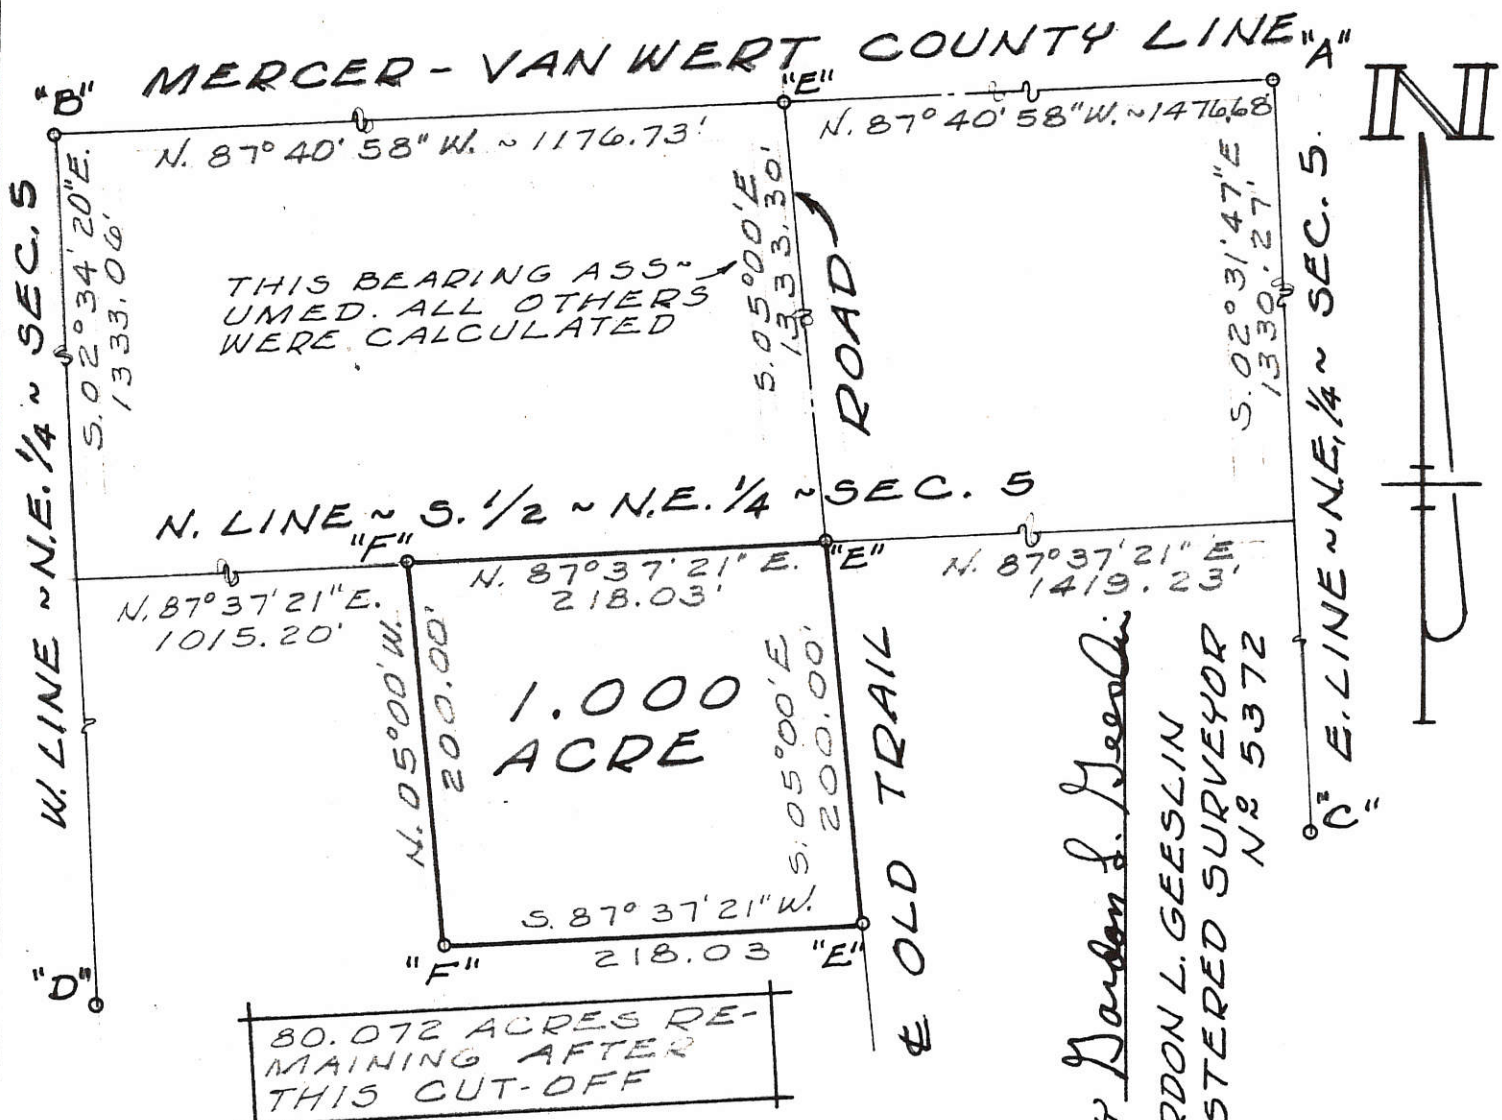 MERCER - VAN WERT COUNTY LINE
"B"
"E"
"A"
N
N. 87° 40' 58" W. ~ 1176.73'
N. 87° 40' 58" W. ~ 1476.68'
W. LINE ~ N.E. 1/4 ~ SEC. 5
S. 02° 34' 20" E.
1333.06'
THIS BEARING ASS~
UMED. ALL OTHERS
WERE CALCULATED
S. 05° 00' E
1333.30'
ROAD
S. 02° 31' 47" E
1330.27'
E. LINE ~ N.E. 1/4 ~ SEC. 5.
N. LINE ~ S. 1/2 ~ N.E. 1/4 ~ SEC. 5
"F"
"E"
N. 87° 37' 21" E.
1015.20'
N. 87° 37' 21" E.
218.03'
N. 87° 37' 21" E
1419.23'
N. 05° 00' W.
200.00'
1.000
ACRE
S. 05° 00' E
200.00'
℄ OLD TRAIL
S. 87° 37' 21" W.
218.03
"F"
"E"
"D"
"C"
80.072 ACRES RE-
MAINING AFTER
THIS CUT-OFF
Gordon L. Geeslin
RDON L. GEESLIN
STERED SURVEYOR
Nº 5372